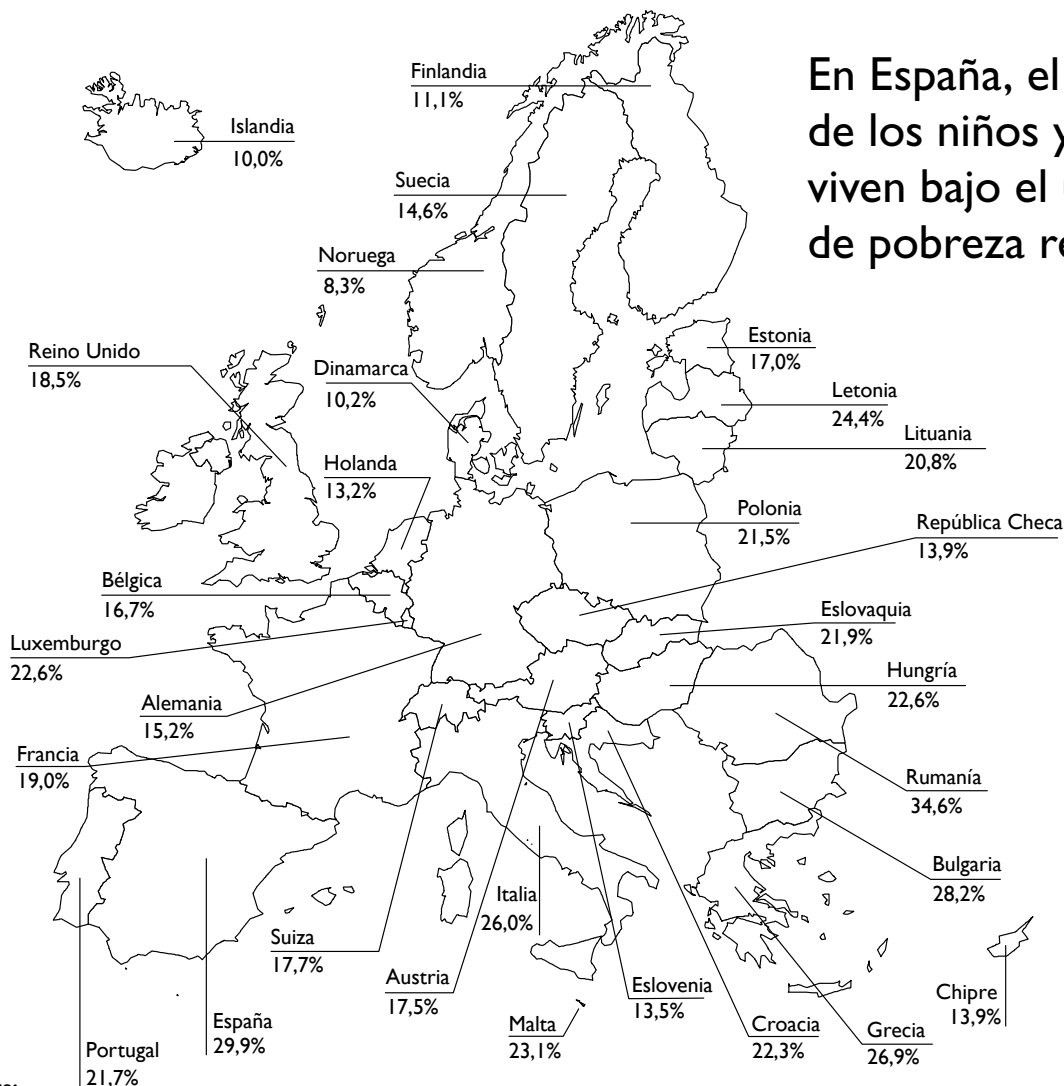 En España, el
de los niños y
viven bajo el
de pobreza re
Finlandia
11,1%
Islandia
10,0%
Suecia
14,6%
Noruega
8,3%
Reino Unido
18,5%
Dinamarca
10,2%
Estonia
17,0%
Letonia
24,4%
Lituania
20,8%
Holanda
13,2%
Polonia
21,5%
República Checa
13,9%
Bélgica
16,7%
Eslovaquia
21,9%
Luxemburgo
22,6%
Hungría
22,6%
Alemania
15,2%
Francia
19,0%
Rumanía
34,6%
Bulgaria
28,2%
Italia
26,0%
Suiza
17,7%
Austria
17,5%
Eslovenia
13,5%
Chipre
13,9%
Malta
23,1%
Croacia
22,3%
Grecia
26,9%
España
29,9%
Portugal
21,7%